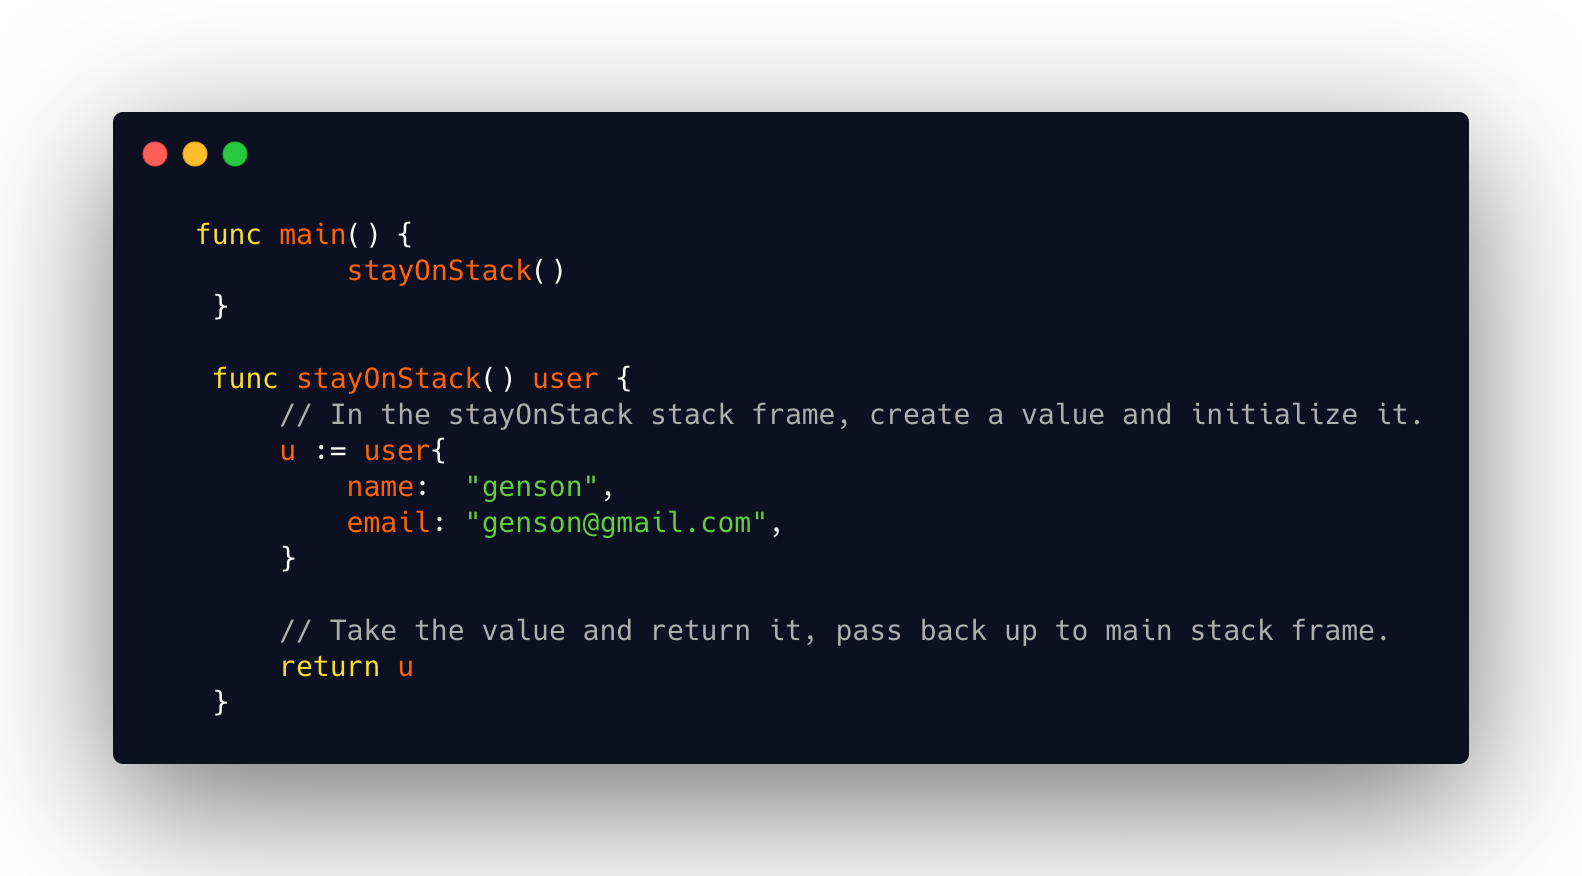 func main() {
stayOnStack()
}
func stayOnStack() user {
// In the stayOnStack stack frame, create a value and initialize it.
u := user{
name:  "genson",
email: "genson@gmail.com",
}
// Take the value and return it, pass back up to main stack frame.
return u
}